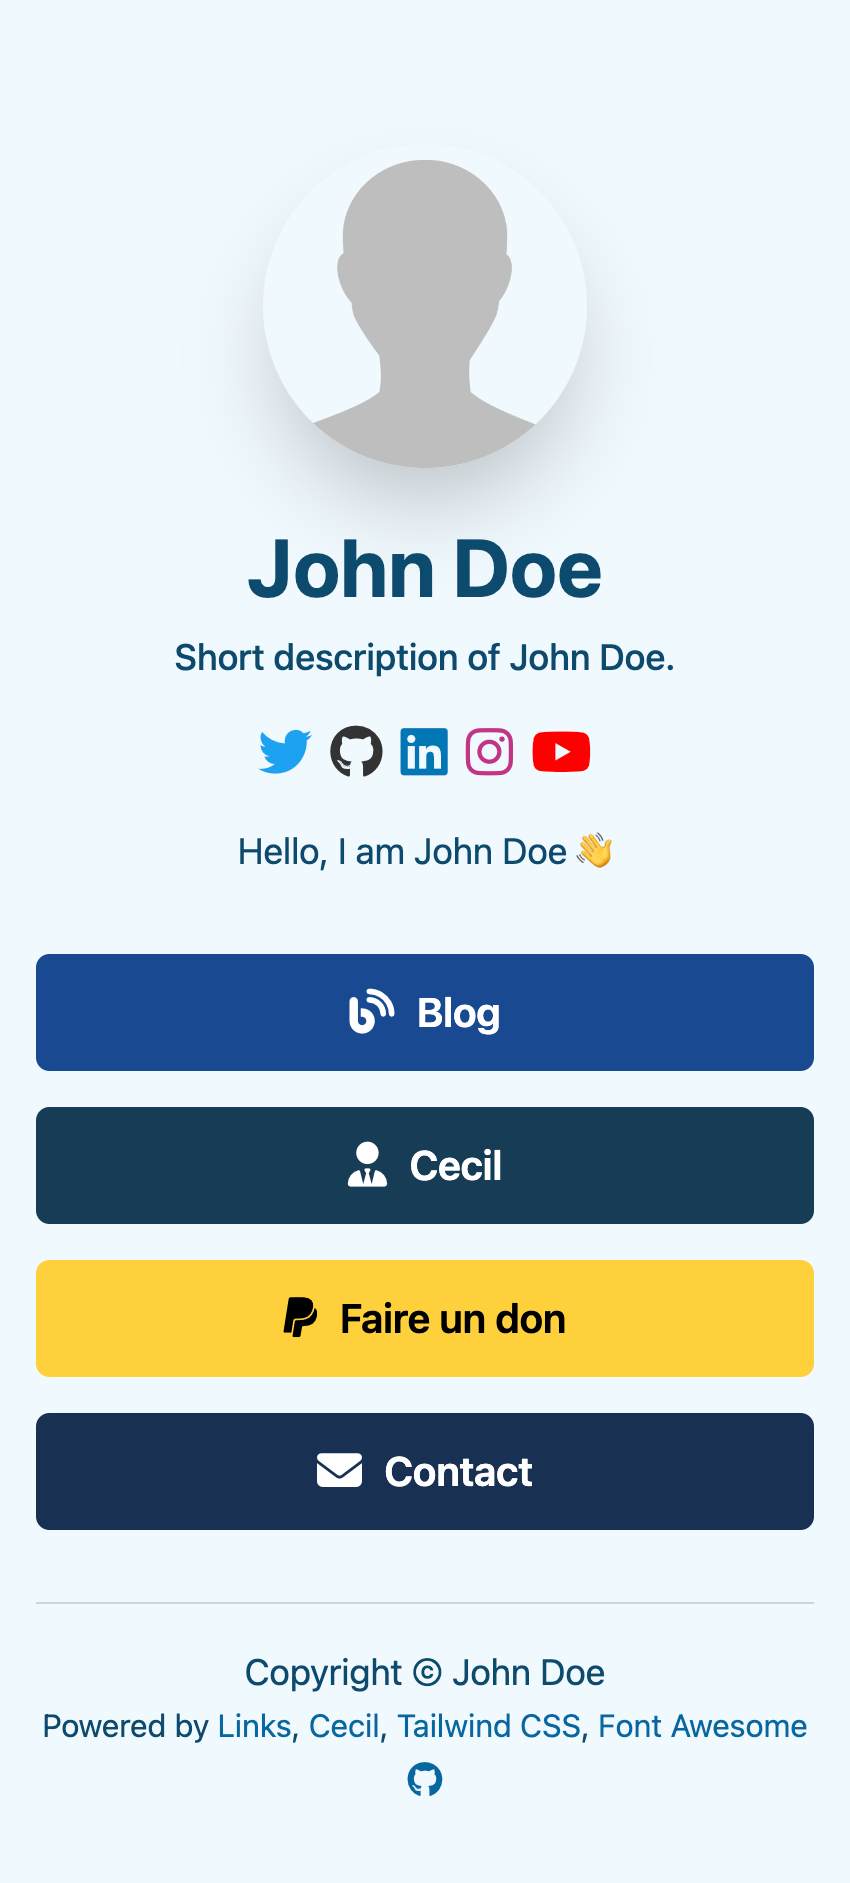 John Doe
Short description of John Doe.
Hello, I am John Doe 👋
Blog
Cecil
Faire un don
Contact
Copyright © John Doe
Powered by Links, Cecil, Tailwind CSS, Font Awesome